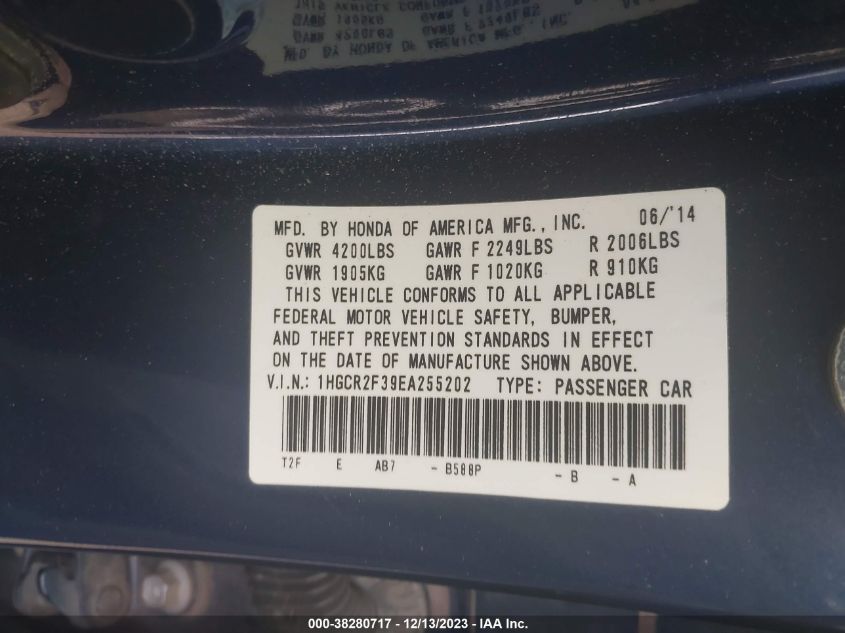 MFD. BY HONDA OF AMERICA MFG., INC. 06/'14
GVWR 4200LBS GAWR F 2249LBS R 2006LBS
GVWR 1905KG GAWR F 1020KG R 910KG
THIS VEHICLE CONFORMS TO ALL APPLICABLE
FEDERAL MOTOR VEHICLE SAFETY, BUMPER,
AND THEFT PREVENTION STANDARDS IN EFFECT
ON THE DATE OF MANUFACTURE SHOWN ABOVE.
V.I.N.: 1HGCR2F39EA255202 TYPE: PASSENGER CAR
T2F E AB7 - B588P - B - A
000-38280717 - 12/13/2023 - IAA Inc.